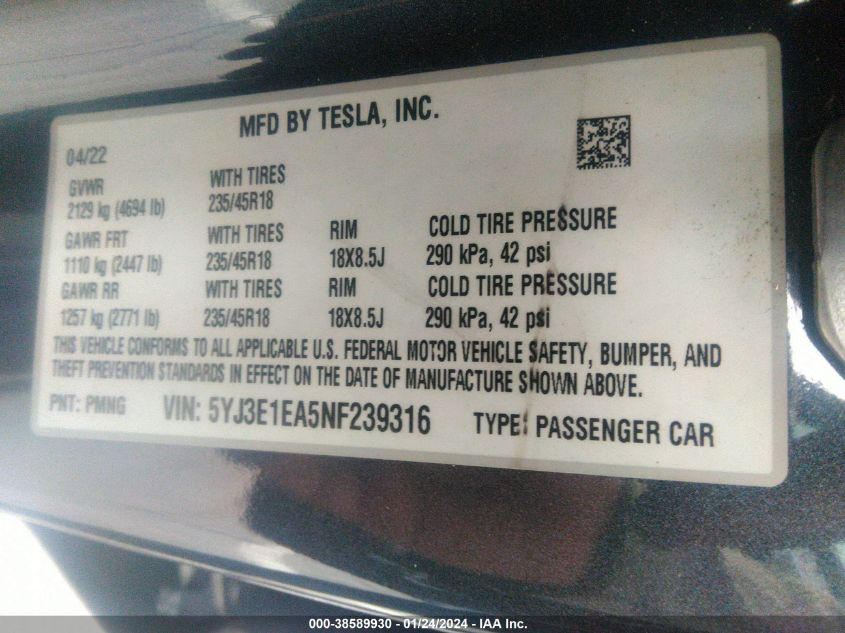 MFD BY TESLA, INC.
04/22
GVWR WITH TIRES
2129 kg (4694 lb) 235/45R18
GAWR FRT WITH TIRES RIM COLD TIRE PRESSURE
1110 kg (2447 lb) 235/45R18 18X8.5J 290 kPa, 42 psi
GAWR RR WITH TIRES RIM COLD TIRE PRESSURE
1257 kg (2771 lb) 235/45R18 18X8.5J 290 kPa, 42 psi
THIS VEHICLE CONFORMS TO ALL APPLICABLE U.S. FEDERAL MOTOR VEHICLE SAFETY, BUMPER, AND
THEFT PREVENTION STANDARDS IN EFFECT ON THE DATE OF MANUFACTURE SHOWN ABOVE.
PNT: PMNG VIN: 5YJ3E1EA5NF239316 TYPE: PASSENGER CAR
000-38589930 - 01/24/2024 - IAA Inc.